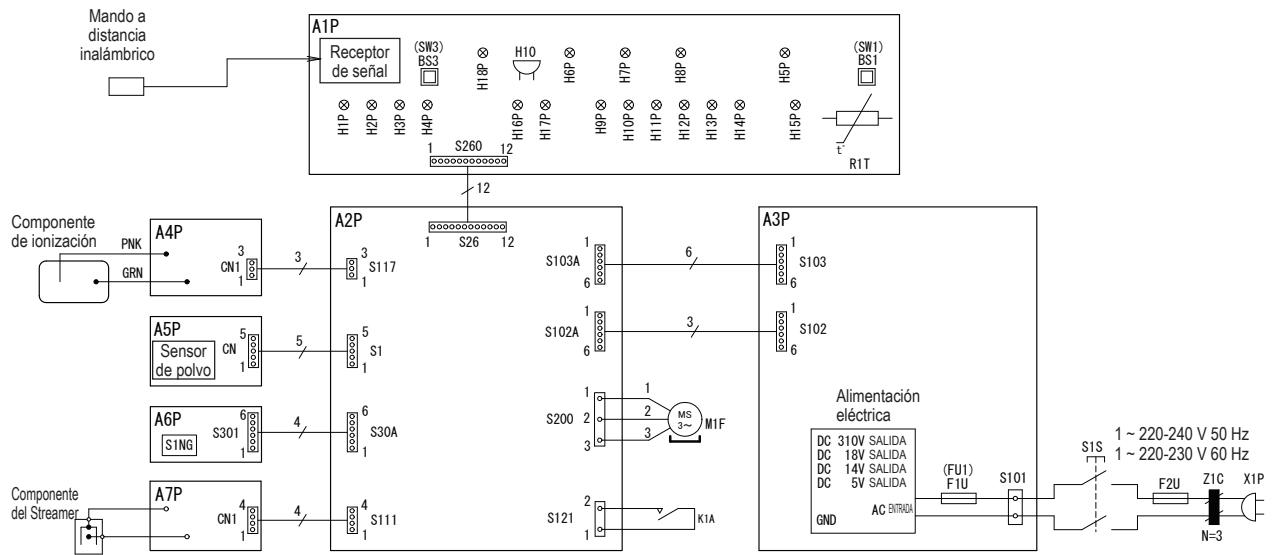 Mando a
distancia
inalámbrico
A1P
Receptor
de señal
(SW3)
BS3
H18P
H10
H6P
H7P
H8P
H5P
(SW1)
BS1
H1P
H2P
H3P
H4P
H16P
H17P
H9P
H10P
H11P
H12P
H13P
H14P
H15P
t°
R1T
1 S260 12
12
1 S26 12
Componente
de ionización
PNK
GRN
A4P
3
CN1
1
3
3
S117
1
A2P
1
S103A
6
6
1
S103
6
A3P
A5P
Sensor
de polvo
5
CN
1
5
5
S1
1
1
S102A
6
3
1
S102
6
A6P
S1NG
6
S301
1
4
6
S30A
1
1
S200 2
3
1
2
3
MS
3~
M1F
Componente
del Streamer
A7P
4
CN1
1
4
4
S111
1
2
S121
1
K1A
Alimentación
eléctrica
DC 310V SALIDA
DC 18V SALIDA
DC 14V SALIDA
DC 5V SALIDA
AC ENTRADA
GND
(FU1)
F1U
S101
S1S
1 ~ 220-240 V 50 Hz
1 ~ 220-230 V 60 Hz
F2U
Z1C
X1P
N=3